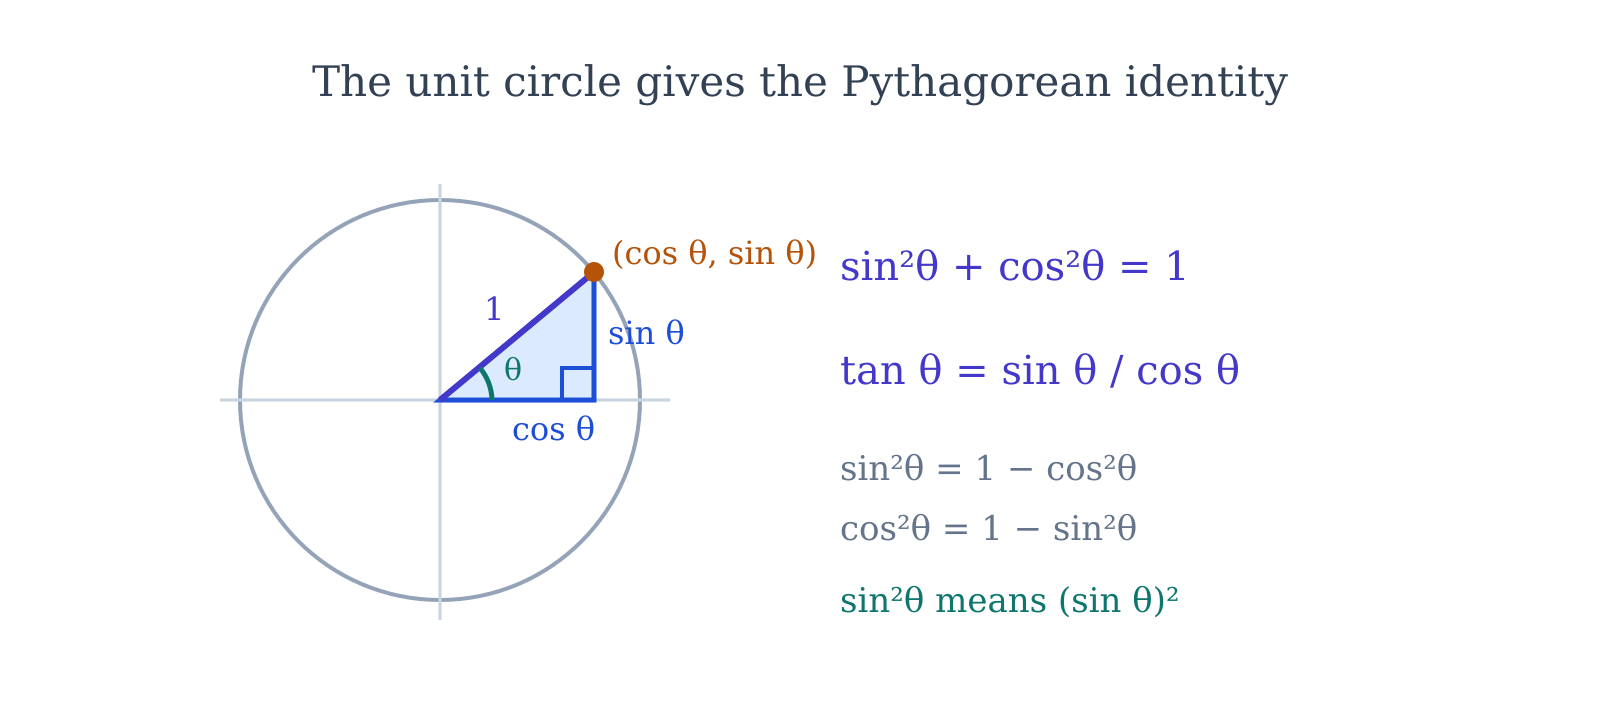 The unit circle gives the Pythagorean identity
(cos θ, sin θ)
1
sin θ
θ
cos θ
sin²θ + cos²θ = 1
tan θ = sin θ / cos θ
sin²θ = 1 − cos²θ
cos²θ = 1 − sin²θ
sin²θ means (sin θ)²